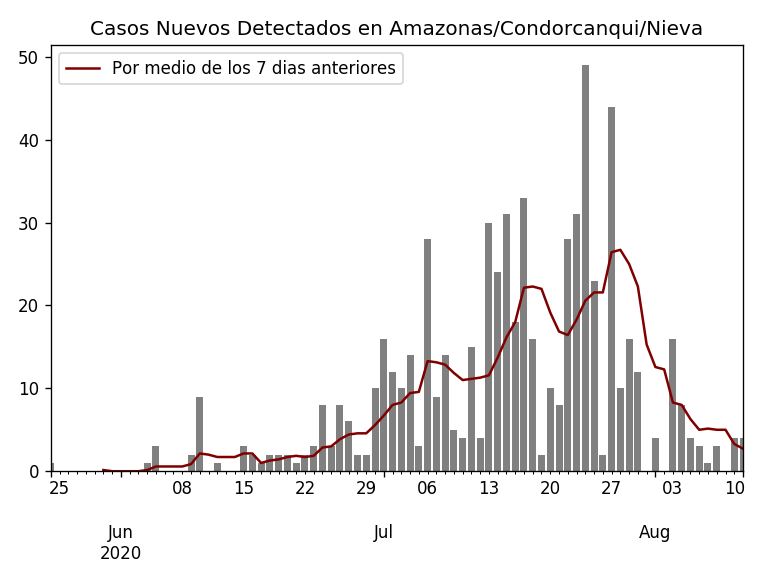 Casos Nuevos Detectados en Amazonas/Condorcanqui/Nieva
Por medio de los 7 dias anteriores
50
40
30
20
10
0
25 08 15 22 29 06 13 20 27 03 10
Jun Jul Aug
2020